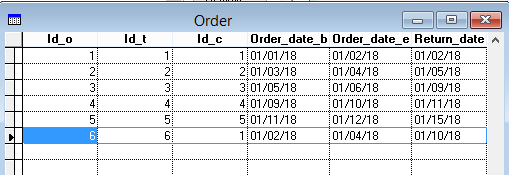 Order
Id_o Id_t Id_c Order_date_b Order_date_e Return_date
1 1 1 01/01/18 01/02/18 01/02/18
2 2 2 01/03/18 01/04/18 01/05/18
3 3 3 01/05/18 01/06/18 01/09/18
4 4 4 01/09/18 01/10/18 01/11/18
5 5 5 01/11/18 01/12/18 01/15/18
6 6 1 01/02/18 01/04/18 01/10/18